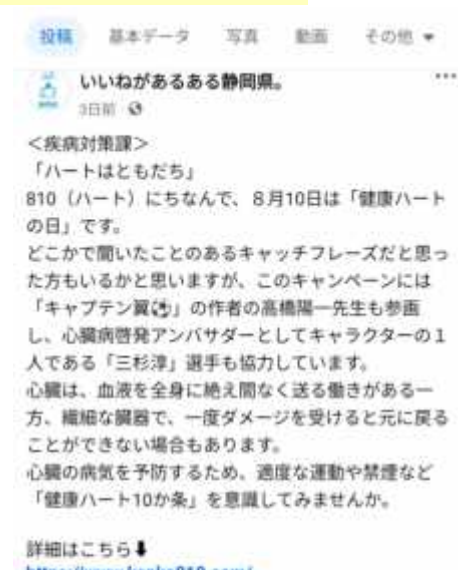 投稿 基本データ 写真 動画 その他 ▾
いいねがあるある静岡県。 ...
3日前
＜疾病対策課＞
「ハートはともだち」
810（ハート）にちなんで、８月10日は「健康ハート
の日」です。
どこかで聞いたことのあるキャッチフレーズだと思っ
た方もいるかと思いますが、このキャンペーンには
「キャプテン翼⚽」の作者の高橋陽一先生も参画
し、心臓病啓発アンバサダーとしてキャラクターの１
人である「三杉淳」選手も協力しています。
心臓は、血液を全身に絶え間なく送る働きがある一
方、繊細な臓器で、一度ダメージを受けると元に戻る
ことができない場合もあります。
心臓の病気を予防するため、適度な運動や禁煙など
「健康ハート10か条」を意識してみませんか。
詳細はこちら⬇